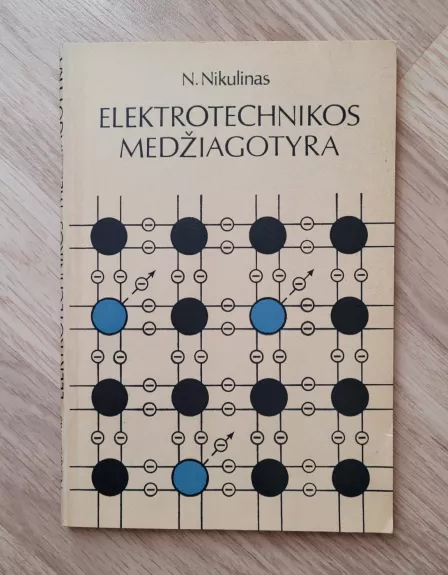 N. Nikulinas
ELEKTROTECHNIKOS
MEDŽIAGOTYRA